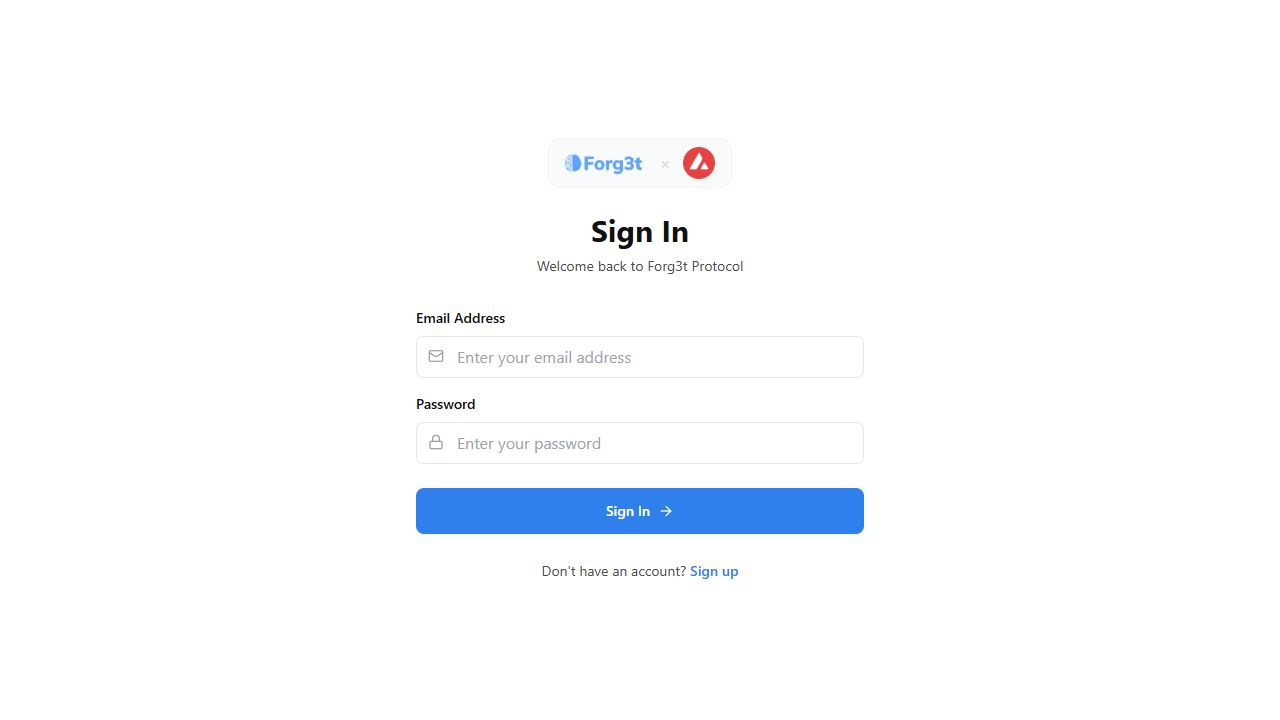 Forg3t ×
Sign In
Welcome back to Forg3t Protocol
Email Address
Enter your email address
Password
Enter your password
Sign In →
Don't have an account? Sign up